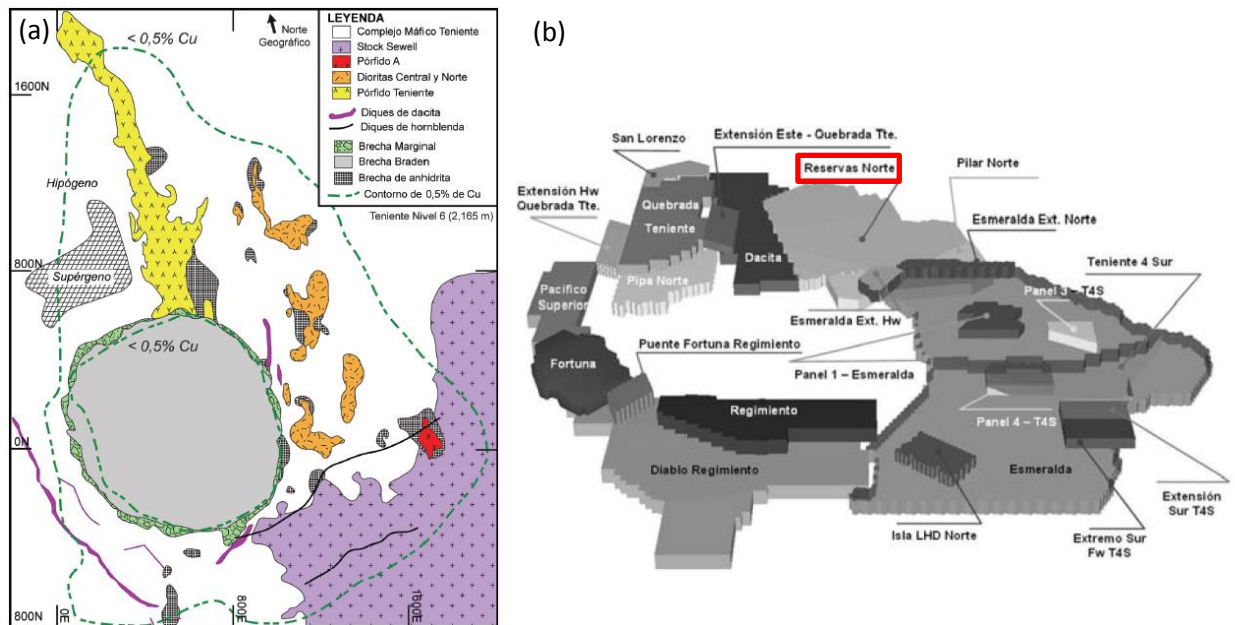 (a)
< 0,5% Cu
Norte
Geográfico
LEYENDA
Complejo Máfico Teniente
Stock Sewell
Pórfido A
Dioritas Central y Norte
Pórfido Teniente
Diques de dacita
Diques de hornblenda
Brecha Marginal
Brecha Braden
Brecha de anhidrita
Contorno de 0,5% de Cu
Teniente Nivel 6 (2,165 m)
1600N
Hipógeno
Supérgeno
800N
< 0,5% Cu
0N
800N
0E
800E
1600E
(b)
San Lorenzo
Extensión Este - Quebrada Tte.
Reservas Norte
Pilar Norte
Extensión Hw
Quebrada Tte.
Quebrada
Teniente
Esmeralda Ext. Norte
Dacita
Teniente 4 Sur
Pipa Norte
Pacífico
Superior
Panel 3 – T4S
Esmeralda Ext. Hw
Puente Fortuna Regimiento
Fortuna
Panel 1 – Esmeralda
Regimiento
Panel 4 – T4S
Diablo Regimiento
Esmeralda
Isla LHD Norte
Extremo Sur
Fw T4S
Extensión
Sur T4S